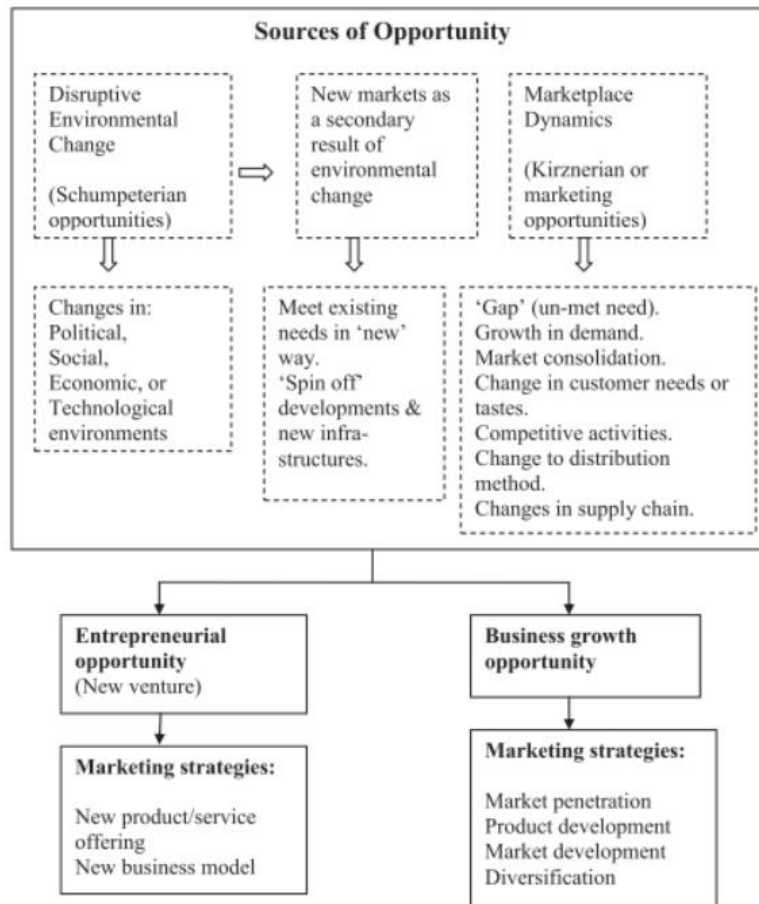 Sources of Opportunity
Disruptive
Environmental
Change
(Schumpeterian
opportunities)
New markets as
a secondary
result of
environmental
change
Marketplace
Dynamics
(Kirznerian or
marketing
opportunities)
Changes in:
Political,
Social,
Economic, or
Technological
environments
Meet existing
needs in ‘new’
way.
‘Spin off’
developments &
new infra-
structures.
‘Gap’ (un-met need).
Growth in demand.
Market consolidation.
Change in customer needs or
tastes.
Competitive activities.
Change to distribution
method.
Changes in supply chain.
Entrepreneurial
opportunity
(New venture)
Marketing strategies:
New product/service
offering
New business model
Business growth
opportunity
Marketing strategies:
Market penetration
Product development
Market development
Diversification